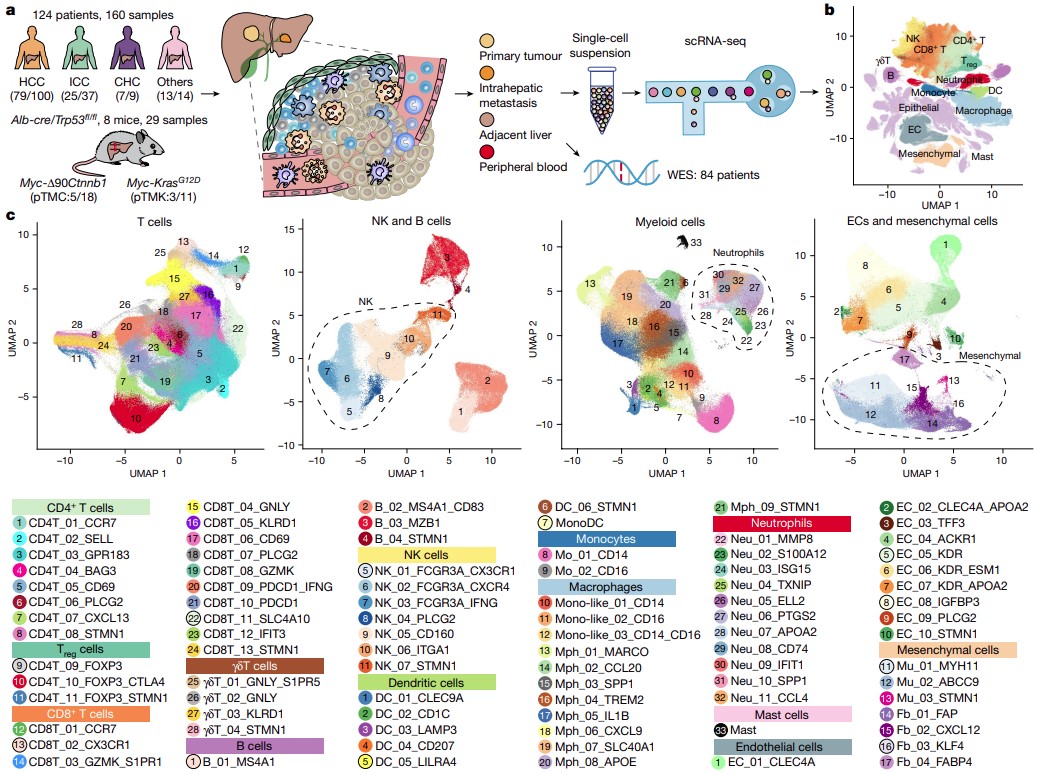 a
124 patients, 160 samples
HCC
(79/100)
ICC
(25/37)
CHC
(7/9)
Others
(13/14)
Alb-cre/Trp53fl/fl, 8 mice, 29 samples
Myc-Δ90Ctnnb1
(pTMC:5/18)
Myc-KrasG12D
(pTMK:3/11)
Primary tumour
Intrahepatic
metastasis
Adjacent liver
Peripheral blood
Single-cell
suspension
scRNA-seq
WES: 84 patients
b
NK
CD8+ T
CD4+ T
Treg
γδT
B
Neutrophil
Monocyte
DC
Epithelial
Macrophage
EC
Mesenchymal
Mast
10
0
−10
−10
0
10
UMAP 2
UMAP 1
c
T cells
10
5
0
−5
−10
−5
0
5
UMAP 2
UMAP 1
13
25
14
12
1
9
15
27
16
26
18
17
28
8
20
6
22
24
23
4
11
21
5
7
19
3
2
10
NK and B cells
15
10
5
0
−5
−10
−5
0
5
10
UMAP 2
UMAP 1
3
4
NK
11
10
9
7
6
8
5
2
1
Myeloid cells
10
5
0
−5
−10
−10
−5
0
5
10
UMAP 2
UMAP 1
33
Neutrophils
13
21
6
30
32
19
29
27
31
20
18
28
25
26
16
15
24
23
17
22
14
10
3
2
12
11
4
9
1
5
7
8
ECs and mesenchymal cells
5
0
−5
−10
−5
0
5
10
UMAP 2
UMAP 1
1
8
6
4
5
2
7
9
10
3
17
Mesenchymal
11
15
13
12
16
14
CD4+ T cells
1 CD4T_01_CCR7
2 CD4T_02_SELL
3 CD4T_03_GPR183
4 CD4T_04_BAG3
5 CD4T_05_CD69
6 CD4T_06_PLCG2
7 CD4T_07_CXCL13
8 CD4T_08_STMN1
Treg cells
9 CD4T_09_FOXP3
10 CD4T_10_FOXP3_CTLA4
11 CD4T_11_FOXP3_STMN1
CD8+ T cells
12 CD8T_01_CCR7
13 CD8T_02_CX3CR1
14 CD8T_03_GZMK_S1PR1
15 CD8T_04_GNLY
16 CD8T_05_KLRD1
17 CD8T_06_CD69
18 CD8T_07_PLCG2
19 CD8T_08_GZMK
20 CD8T_09_PDCD1_IFNG
21 CD8T_10_PDCD1
22 CD8T_11_SLC4A10
23 CD8T_12_IFIT3
24 CD8T_13_STMN1
γδT cells
25 γδT_01_GNLY_S1PR5
26 γδT_02_GNLY
27 γδT_03_KLRD1
28 γδT_04_STMN1
B cells
1 B_01_MS4A1
2 B_02_MS4A1_CD83
3 B_03_MZB1
4 B_04_STMN1
NK cells
5 NK_01_FCGR3A_CX3CR1
6 NK_02_FCGR3A_CXCR4
7 NK_03_FCGR3A_IFNG
8 NK_04_PLCG2
9 NK_05_CD160
10 NK_06_ITGA1
11 NK_07_STMN1
Dendritic cells
1 DC_01_CLEC9A
2 DC_02_CD1C
3 DC_03_LAMP3
4 DC_04_CD207
5 DC_05_LILRA4
6 DC_06_STMN1
7 MonoDC
Monocytes
8 Mo_01_CD14
9 Mo_02_CD16
Macrophages
10 Mono-like_01_CD14
11 Mono-like_02_CD16
12 Mono-like_03_CD14_CD16
13 Mph_01_MARCO
14 Mph_02_CCL20
15 Mph_03_SPP1
16 Mph_04_TREM2
17 Mph_05_IL1B
18 Mph_06_CXCL9
19 Mph_07_SLC40A1
20 Mph_08_APOE
21 Mph_09_STMN1
Neutrophils
22 Neu_01_MMP8
23 Neu_02_S100A12
24 Neu_03_ISG15
25 Neu_04_TXNIP
26 Neu_05_ELL2
27 Neu_06_PTGS2
28 Neu_07_APOA2
29 Neu_08_CD74
30 Neu_09_IFIT1
31 Neu_10_SPP1
32 Neu_11_CCL4
Mast cells
33 Mast
Endothelial cells
1 EC_01_CLEC4A
2 EC_02_CLEC4A_APOA2
3 EC_03_TFF3
4 EC_04_ACKR1
5 EC_05_KDR
6 EC_06_KDR_ESM1
7 EC_07_KDR_APOA2
8 EC_08_IGFBP3
9 EC_09_PLCG2
10 EC_10_STMN1
Mesenchymal cells
11 Mu_01_MYH11
12 Mu_02_ABCC9
13 Mu_03_STMN1
14 Fb_01_FAP
15 Fb_02_CXCL12
16 Fb_03_KLF4
17 Fb_04_FABP4